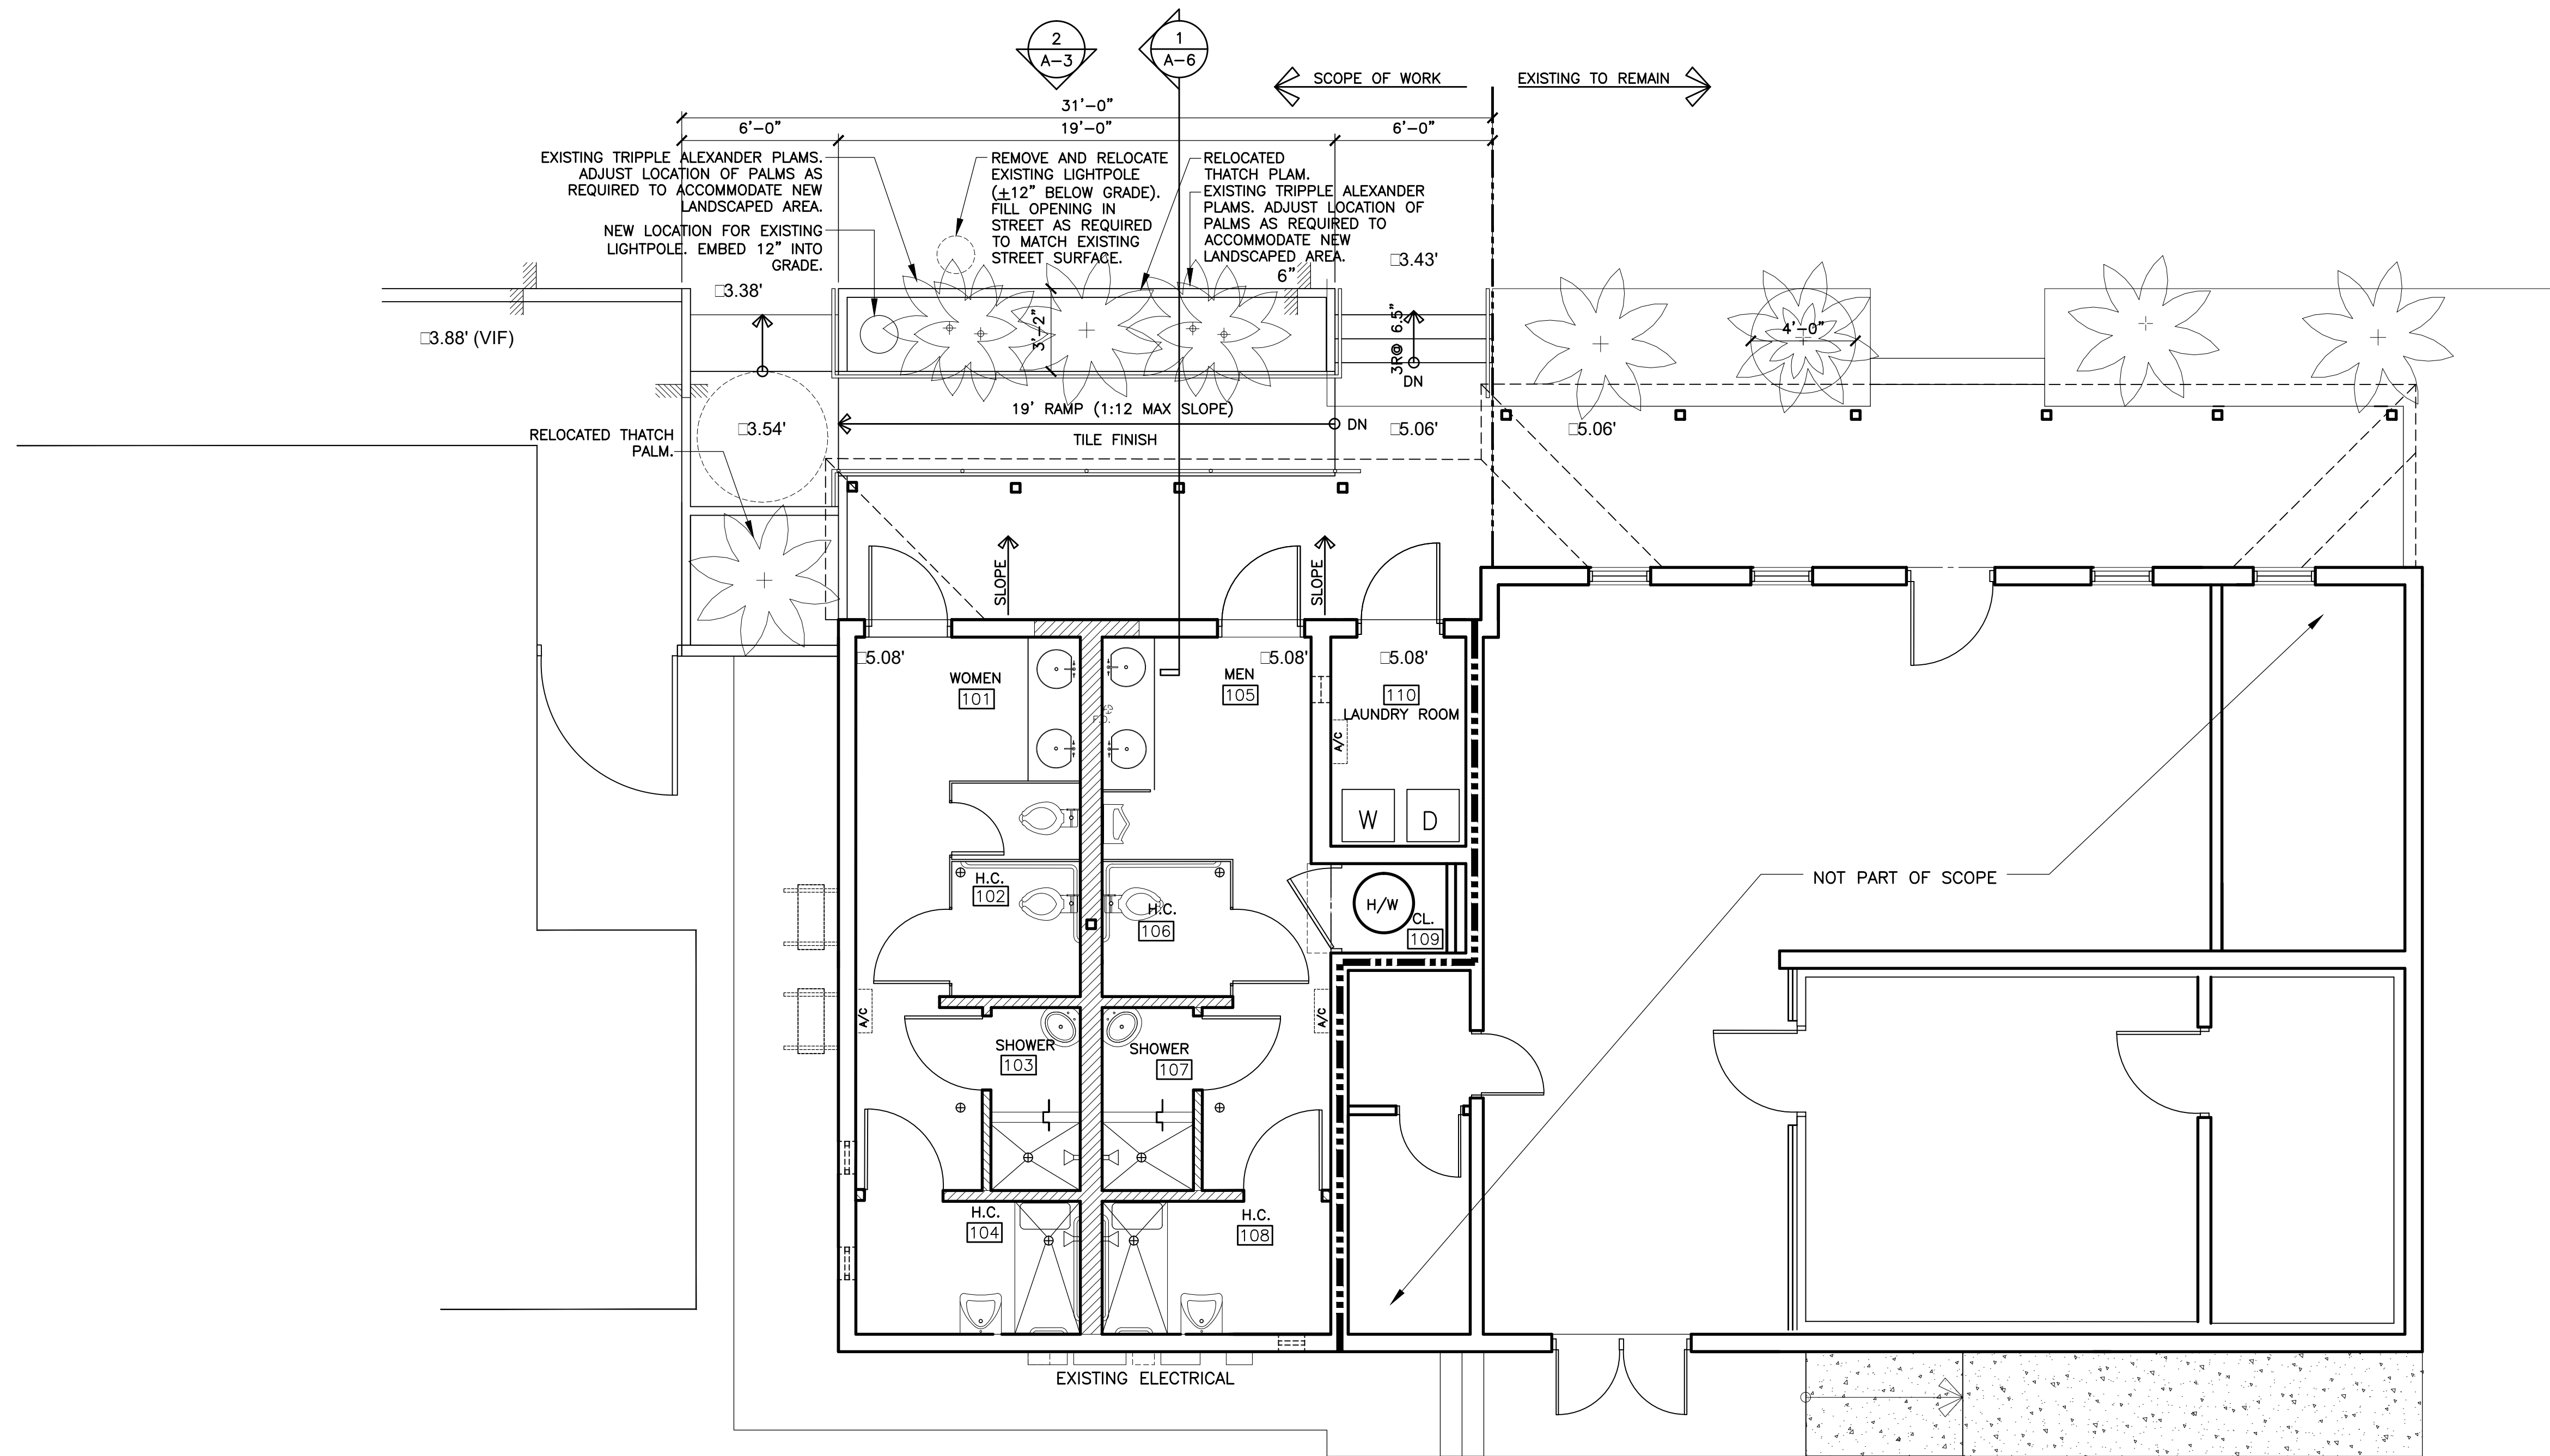 2
A-3
1
A-6
SCOPE OF WORK
EXISTING TO REMAIN
31'-0"
6'-0"
19'-0"
6'-0"
EXISTING TRIPPLE ALEXANDER PLAMS.
ADJUST LOCATION OF PALMS AS
REQUIRED TO ACCOMMODATE NEW
LANDSCAPED AREA.
NEW LOCATION FOR EXISTING
LIGHTPOLE. EMBED 12" INTO
GRADE.
REMOVE AND RELOCATE
EXISTING LIGHTPOLE
(±12" BELOW GRADE).
FILL OPENING IN
STREET AS REQUIRED
TO MATCH EXISTING
STREET SURFACE.
RELOCATED
THATCH PLAM.
EXISTING TRIPPLE ALEXANDER
PLAMS. ADJUST LOCATION OF
PALMS AS REQUIRED TO
ACCOMMODATE NEW
LANDSCAPED AREA.
6"
□3.43'
□3.38'
□3.88' (VIF)
3'-2"
3R@ 6.5"
DN
4'-0"
19' RAMP (1:12 MAX SLOPE)
DN
TILE FINISH
□3.54'
□5.06'
□5.06'
RELOCATED THATCH
PALM.
SLOPE
SLOPE
□5.08'
□5.08'
□5.08'
WOMEN
101
MEN
105
110
LAUNDRY ROOM
A/C
W
D
H.C.
102
H.C.
106
H/W
CL.
109
NOT PART OF SCOPE
A/C
A/C
SHOWER
103
SHOWER
107
H.C.
104
H.C.
108
EXISTING ELECTRICAL